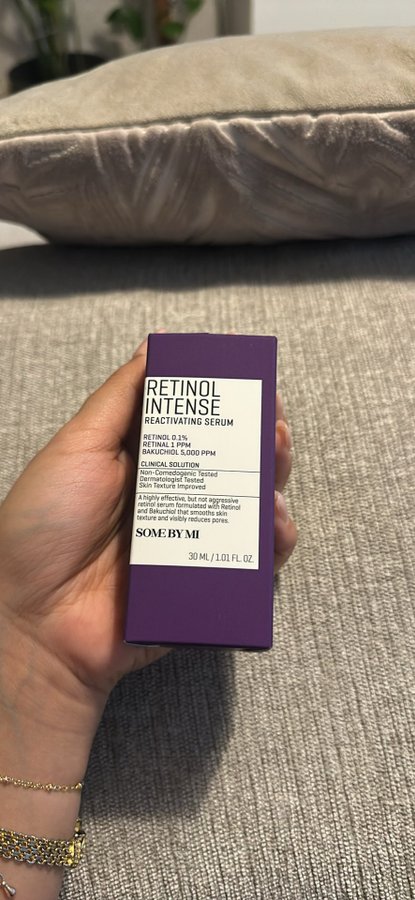 RETINOL
INTENSE
REACTIVATING SERUM
RETINOL 0.1%
RETINAL 1 PPM
BAKUCHIOL 5,000 PPM
CLINICAL SOLUTION
Non-Comedogenic Tested
Dermatologist Tested
Skin Texture Improved
A highly effective, but not aggressive
retinol serum formulated with Retinol
and Bakuchiol that smooths skin
texture and visibly reduces pores.
SOME BY MI
30 ML / 1.01 FL. OZ.